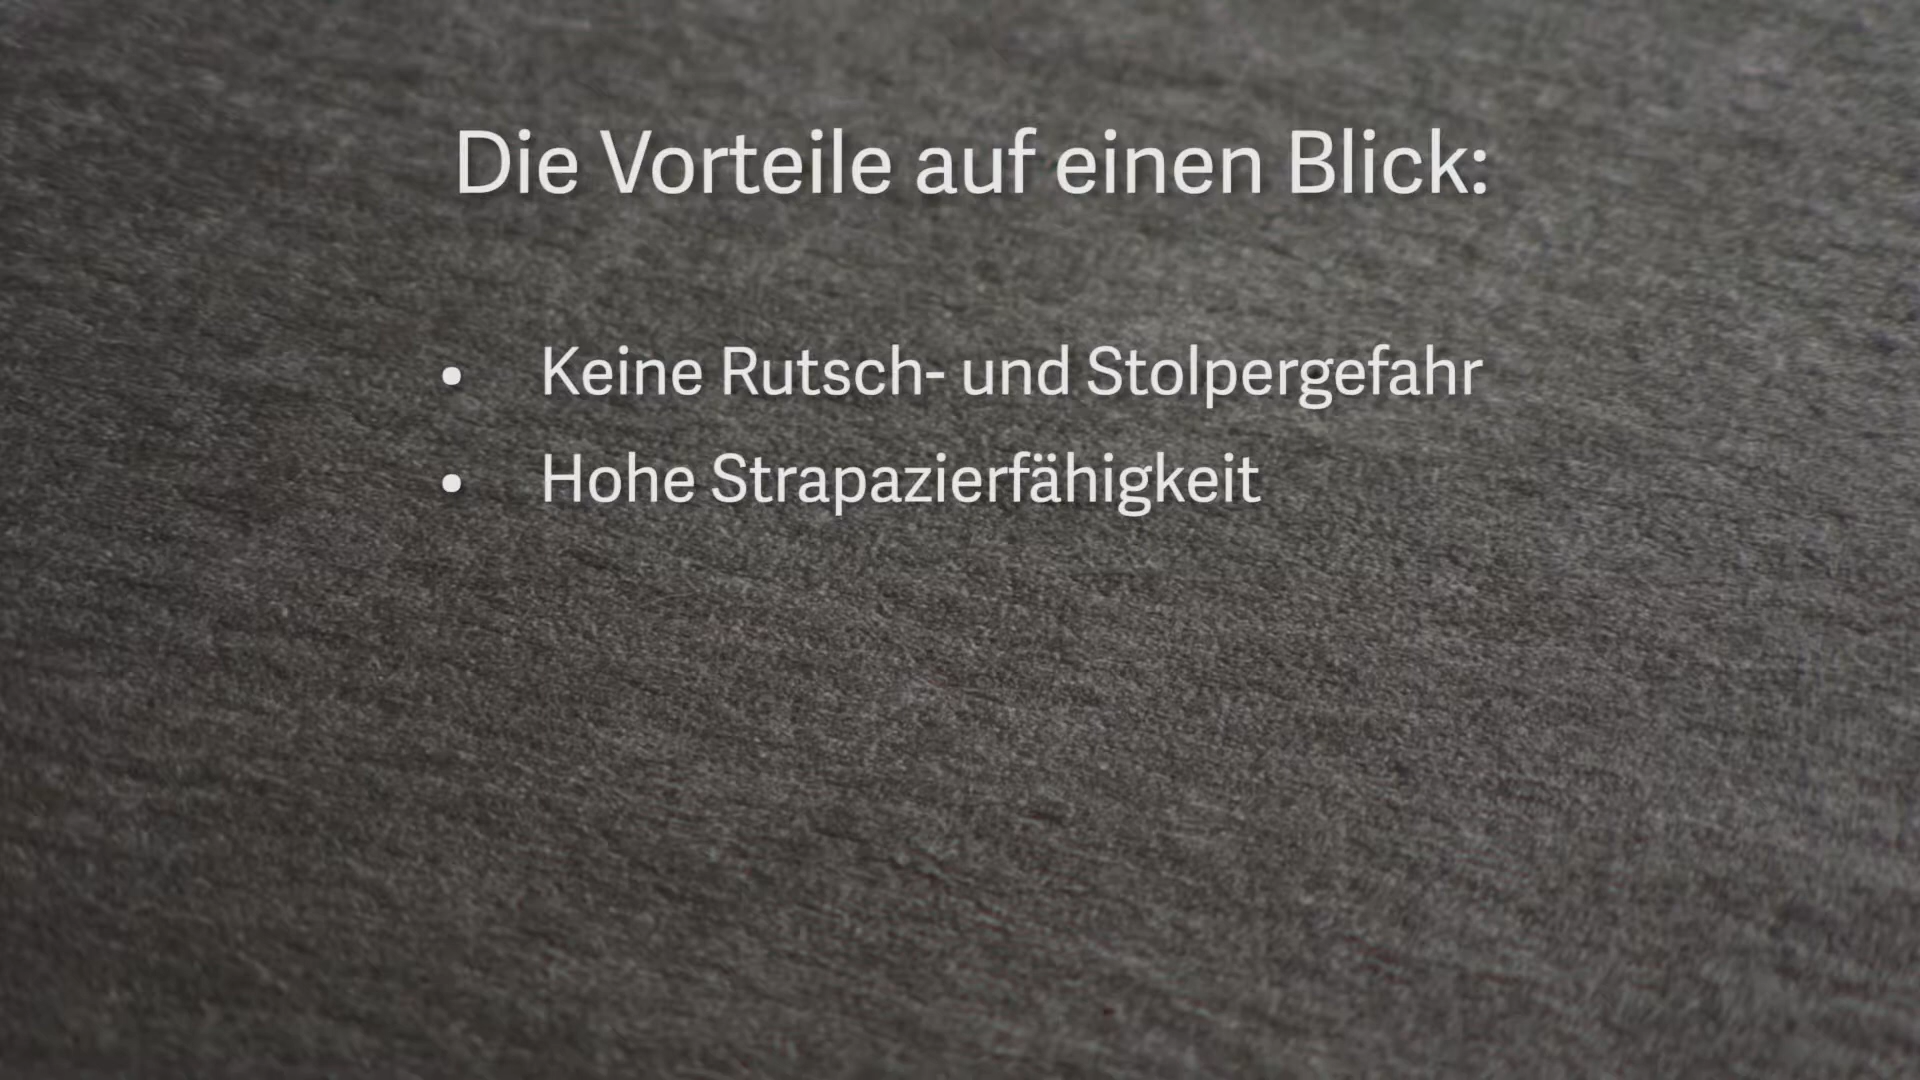 Die Vorteile auf einen Blick:
• Keine Rutsch- und Stolpergefahr
• Hohe Strapazierfähigkeit